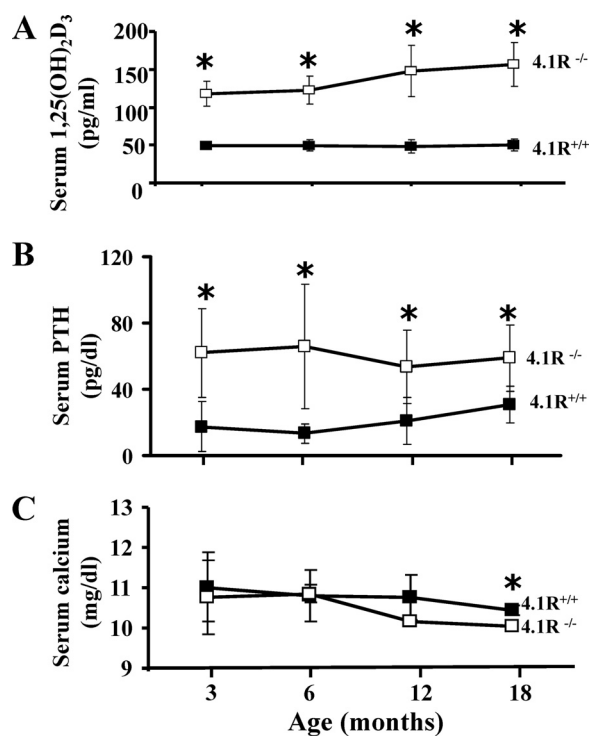 A
Serum 1,25(OH)₂D₃
(pg/ml)
200
150
100
50
0
* * * *
4.1R -/-
4.1R+/+
B
Serum PTH
(pg/dl)
120
80
40
0
* * * *
4.1R -/-
4.1R+/+
C
Serum calcium
(mg/dl)
13
12
11
10
9
*
4.1R+/+
4.1R -/-
3 6 12 18
Age (months)